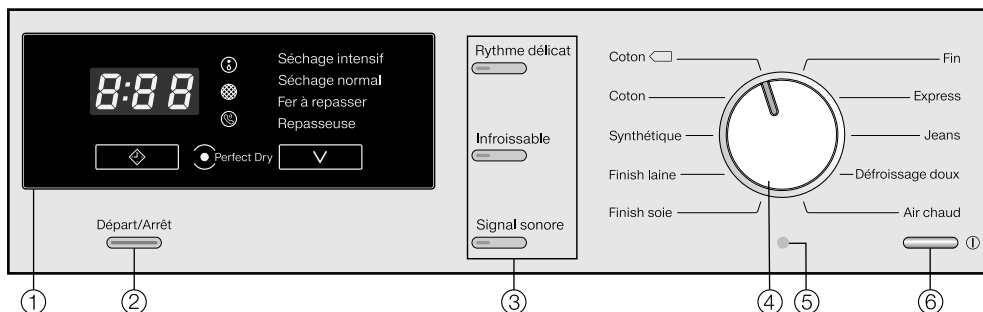 8:88
Séchage intensif
Séchage normal
Fer à repasser
Repasseuse
Perfect Dry
Départ/Arrêt
Rythme délicat
Infroissable
Signal sonore
Coton
Coton
Synthétique
Finish laine
Finish soie
Fin
Express
Jeans
Défroissage doux
Air chaud
1
2
3
4
5
6